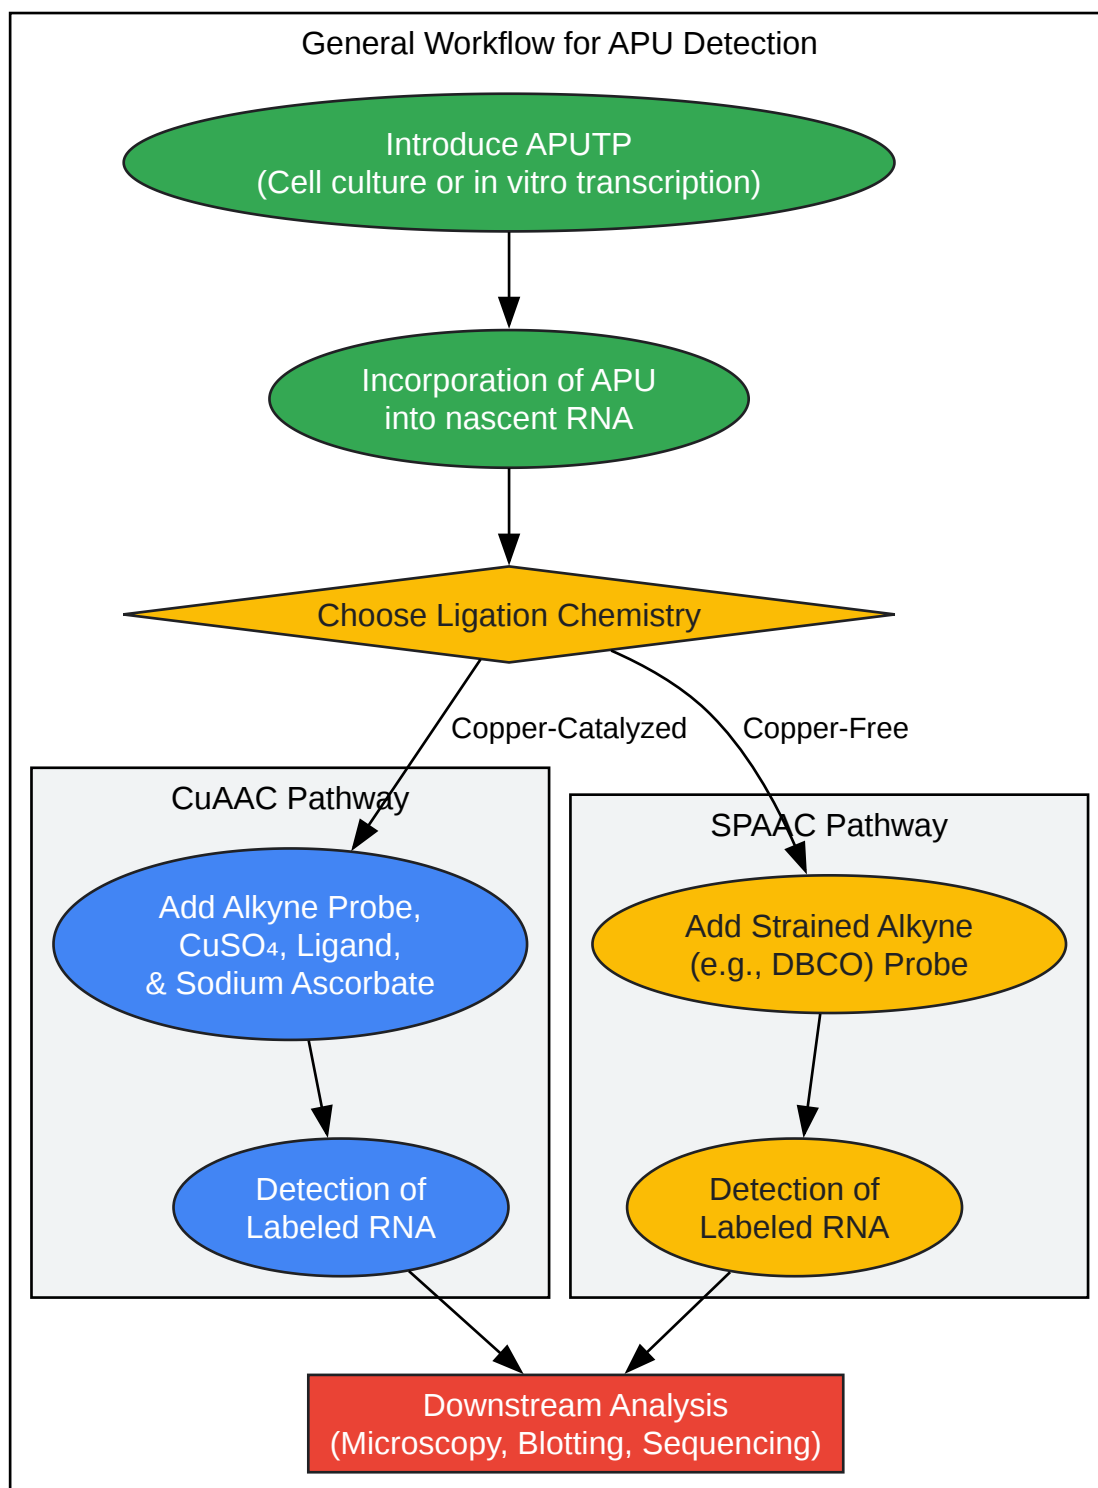 General Workflow for APU Detection
Introduce APUTP
(Cell culture or in vitro transcription)
Incorporation of APU
into nascent RNA
Choose Ligation Chemistry
Copper-Catalyzed
Copper-Free
CuAAC Pathway
Add Alkyne Probe,
CuSO₄, Ligand,
& Sodium Ascorbate
Detection of
Labeled RNA
SPAAC Pathway
Add Strained Alkyne
(e.g., DBCO) Probe
Detection of
Labeled RNA
Downstream Analysis
(Microscopy, Blotting, Sequencing)